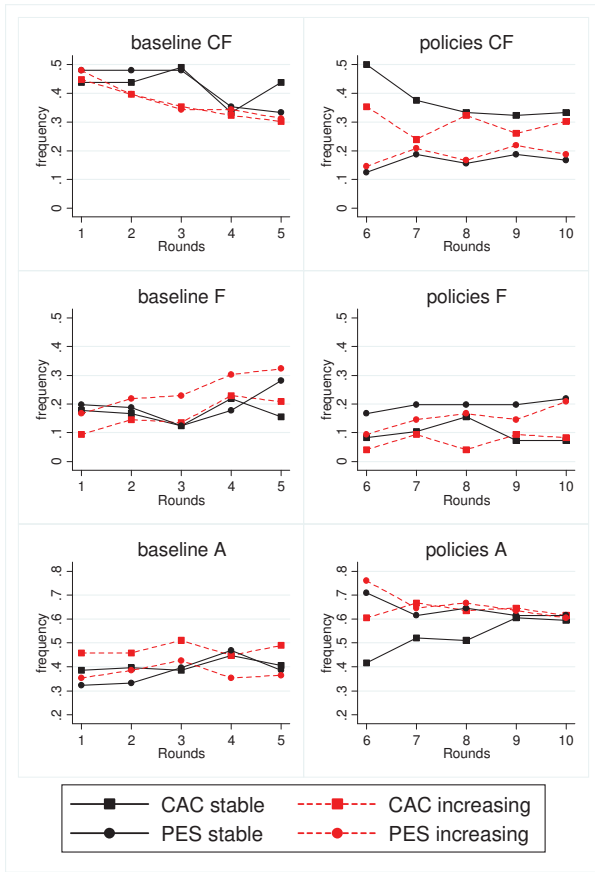 baseline CF
policies CF
frequency
0 .1 .2 .3 .4 .5
1 2 3 4 5
Rounds
frequency
0 .1 .2 .3 .4 .5
6 7 8 9 10
Rounds
baseline F
policies F
frequency
0 .1 .2 .3 .4 .5
1 2 3 4 5
Rounds
frequency
0 .1 .2 .3 .4 .5
6 7 8 9 10
Rounds
baseline A
policies A
frequency
.2 .3 .4 .5 .6 .7 .8
1 2 3 4 5
Rounds
frequency
.2 .3 .4 .5 .6 .7 .8
6 7 8 9 10
Rounds
CAC stable CAC increasing
PES stable PES increasing